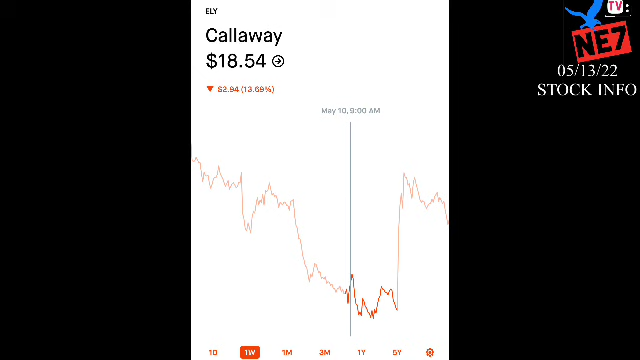 ELY
Callaway
$18.54
▼ $2.94 (13.69%)
May 10, 9:00 AM
1D
1W
1M
3M
1Y
5Y
TV
NE7
05/13/22
STOCK INFO